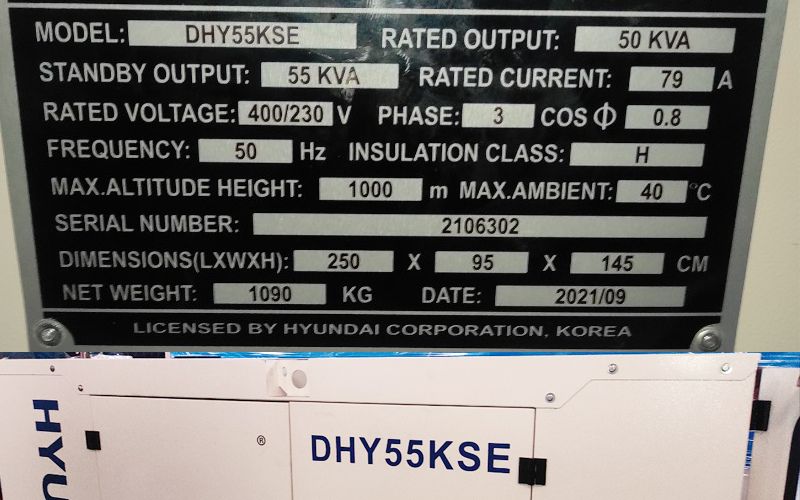 MODEL: DHY55KSE RATED OUTPUT: 50 KVA
STANDBY OUTPUT: 55 KVA RATED CURRENT: 79 A
RATED VOLTAGE: 400/230 V PHASE: 3 COS Φ 0.8
FREQUENCY: 50 Hz INSULATION CLASS: H
MAX.ALTITUDE HEIGHT: 1000 m MAX.AMBIENT: 40 °C
SERIAL NUMBER: 2106302
DIMENSIONS(LXWXH): 250 X 95 X 145 CM
NET WEIGHT: 1090 KG DATE: 2021/09
LICENSED BY HYUNDAI CORPORATION, KOREA
HYU
®
DHY55KSE